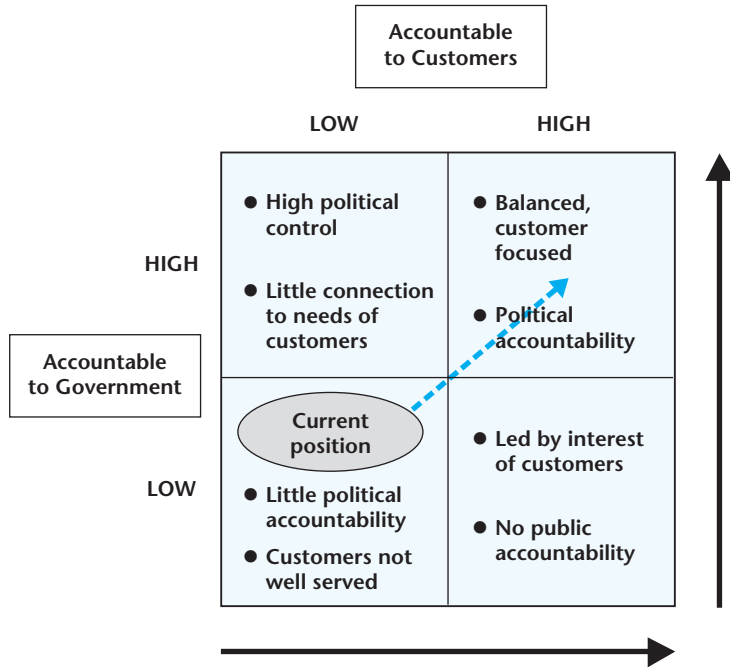 Accountable
to Customers
LOW
HIGH
● High political
control
● Little connection
to needs of
customers
● Balanced,
customer
focused
● Political
accountability
HIGH
Accountable
to Government
LOW
Current
position
● Little political
accountability
● Customers not
well served
● Led by interest
of customers
● No public
accountability